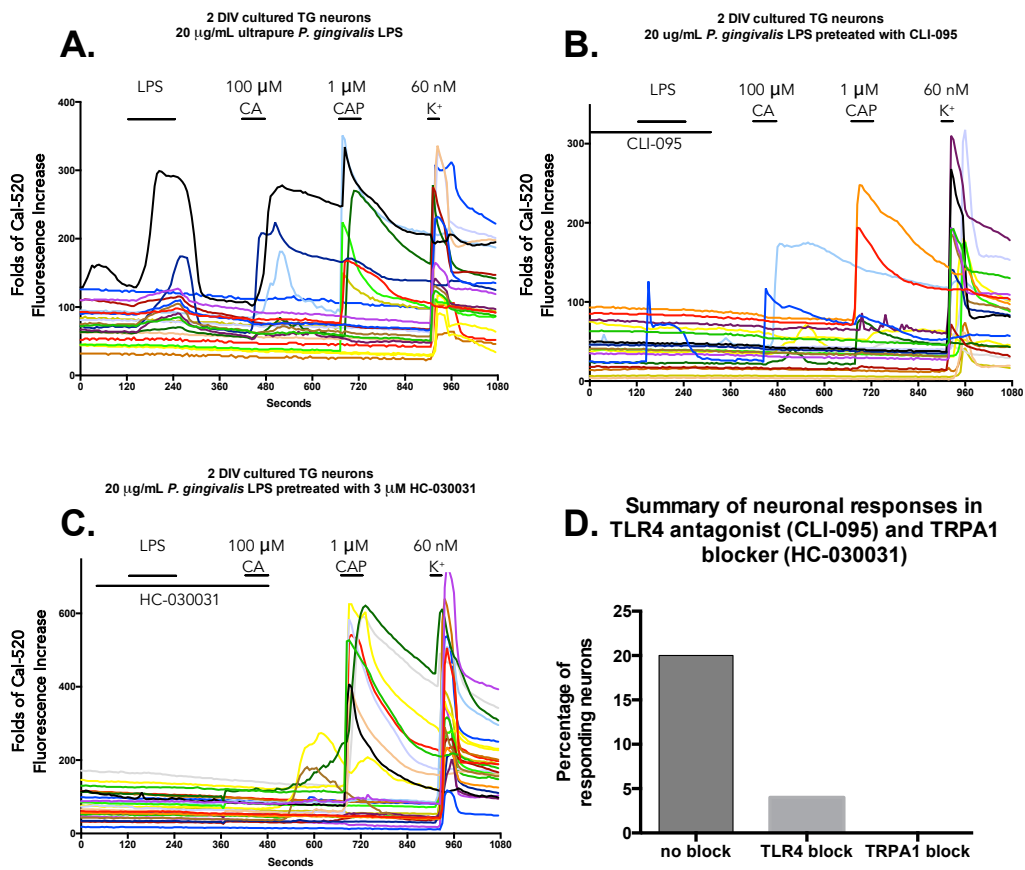 A.
2 DIV cultured TG neurons
20 µg/mL ultrapure P. gingivalis LPS
LPS
100 µM
CA
1 µM
CAP
60 nM
K+
Folds of Cal-520
Fluorescence Increase
400
300
200
100
0
0 120 240 360 480 600 720 840 960 1080
Seconds
B.
2 DIV cultured TG neurons
20 ug/mL P. gingivalis LPS preteated with CLI-095
LPS
CLI-095
100 µM
CA
1 µM
CAP
60 nM
K+
Folds of Cal-520
Fluorescence Increase
300
200
100
0
0 120 240 360 480 600 720 840 960 1080
Seconds
C.
2 DIV cultured TG neurons
20 µg/mL P. gingivalis LPS pretreated with 3 µM HC-030031
LPS
HC-030031
100 µM
CA
1 µM
CAP
60 nM
K+
Folds of Cal-520
Fluorescence Increase
600
400
200
0
0 120 240 360 480 600 720 840 960 1080
Seconds
D.
Summary of neuronal responses in
TLR4 antagonist (CLI-095) and TRPA1
blocker (HC-030031)
Percentage of
responding neurons
25
20
15
10
5
0
no block TLR4 block TRPA1 block